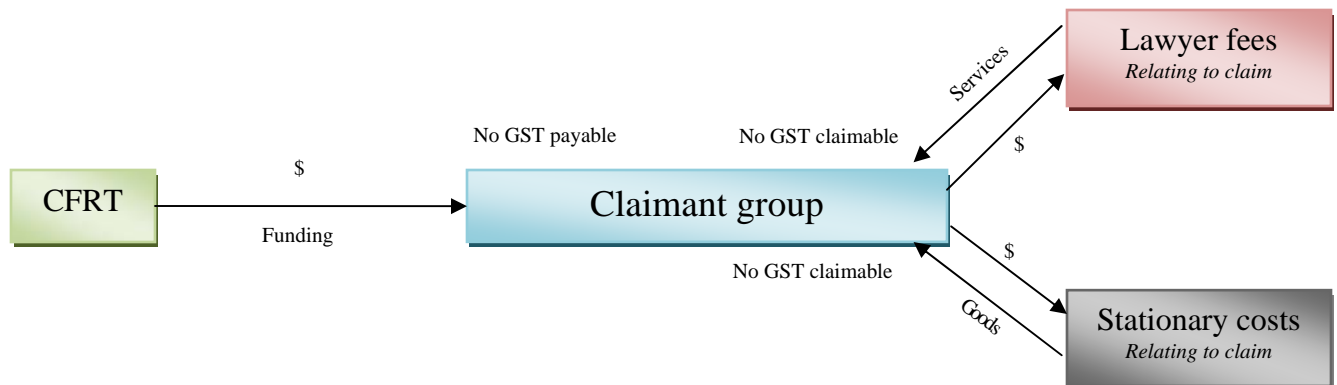 Lawyer fees
Relating to claim
Services
No GST payable
No GST claimable
$
$
CFRT
Claimant group
Funding
$
No GST claimable
Goods
Stationary costs
Relating to claim